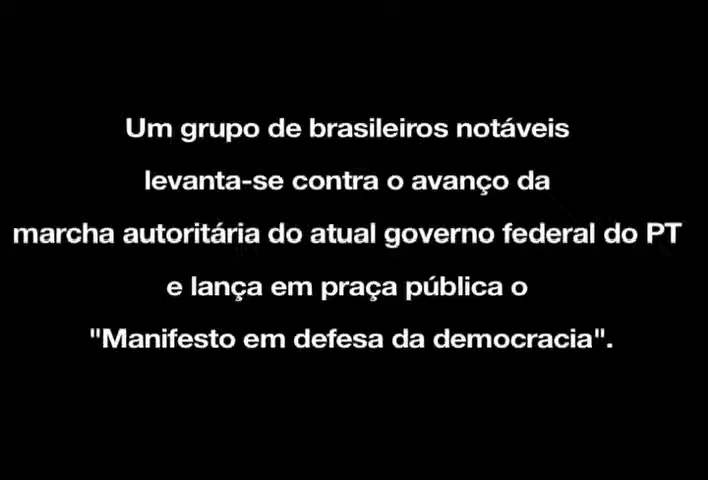 Um grupo de brasileiros notáveis
levanta-se contra o avanço da
marcha autoritária do atual governo federal do PT
e lança em praça pública o
"Manifesto em defesa da democracia".